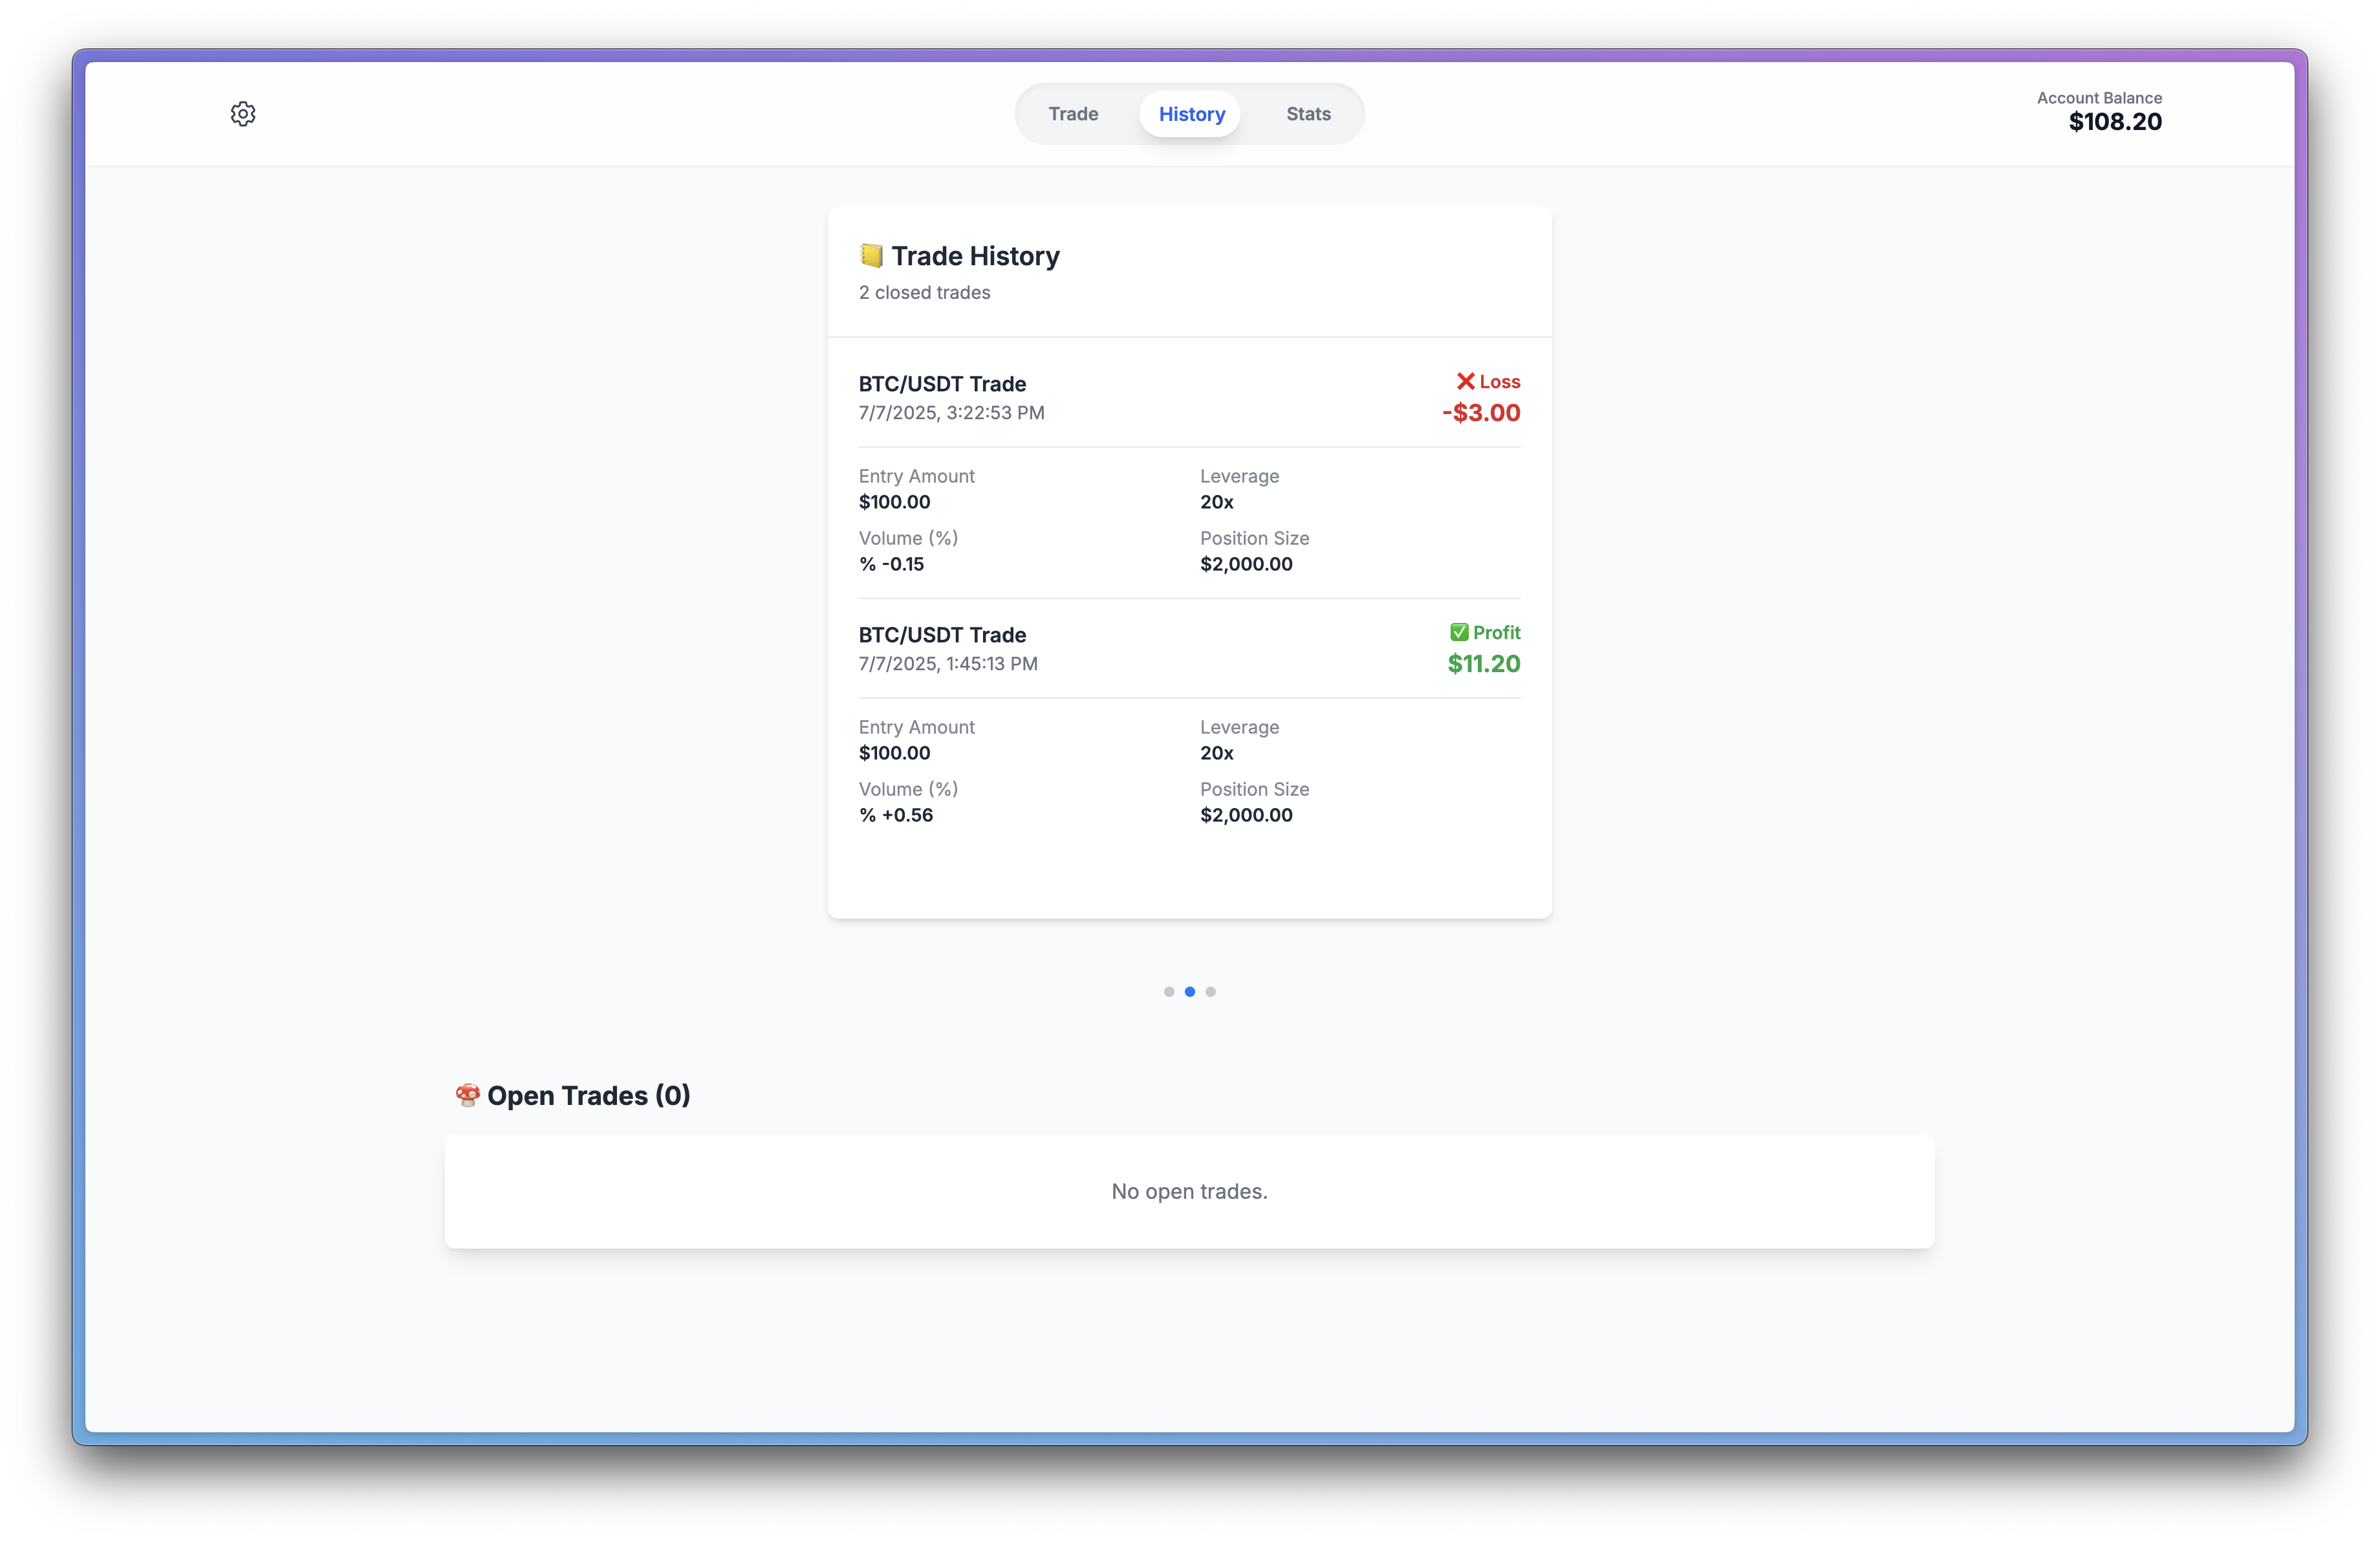 Trade History Stats
Account Balance
$108.20
📒 Trade History
2 closed trades
BTC/USDT Trade
❌ Loss
7/7/2025, 3:22:53 PM
-$3.00
Entry Amount
Leverage
$100.00
20x
Volume (%)
Position Size
% -0.15
$2,000.00
BTC/USDT Trade
✅ Profit
7/7/2025, 1:45:13 PM
$11.20
Entry Amount
Leverage
$100.00
20x
Volume (%)
Position Size
% +0.56
$2,000.00
🍄 Open Trades (0)
No open trades.